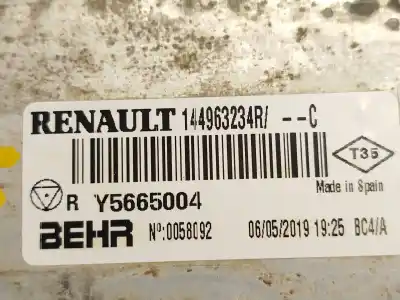 RENAULT 144963234R/ --C
T35
Made in Spain
R Y5665004
BEHR Nº:0058092 06/05/2019 19:25 BC4/A